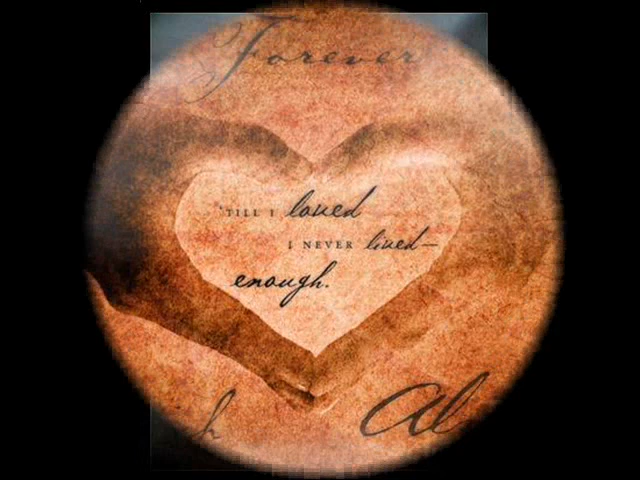 Forever
'TILL I loved
I NEVER lived—
enough.
h Al